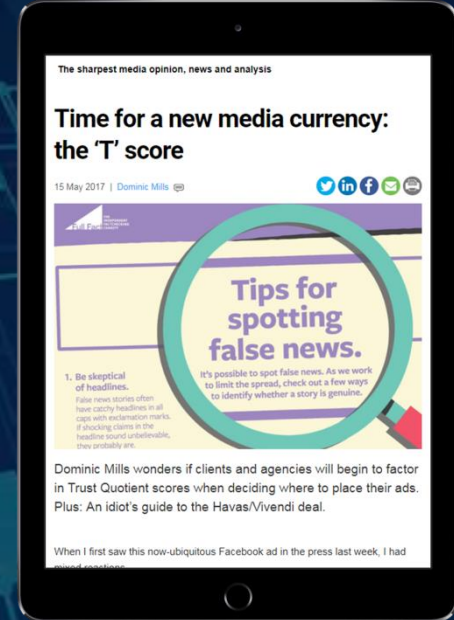 The sharpest media opinion, news and analysis
Time for a new media currency:
the ‘T’ score
15 May 2017 | Dominic Mills
Full Fact
Tips for
spotting
false news.
It's possible to spot false news. As we work
to limit the spread, check out a few ways
to identify whether a story is genuine.
1. Be skeptical
of headlines.
False news stories often
have catchy headlines in all
caps with exclamation marks.
If shocking claims in the
headline sound unbelievable,
they probably are.
Dominic Mills wonders if clients and agencies will begin to factor
in Trust Quotient scores when deciding where to place their ads.
Plus: An idiot's guide to the Havas/Vivendi deal.
When I first saw this now-ubiquitous Facebook ad in the press last week, I had
mixed reactions